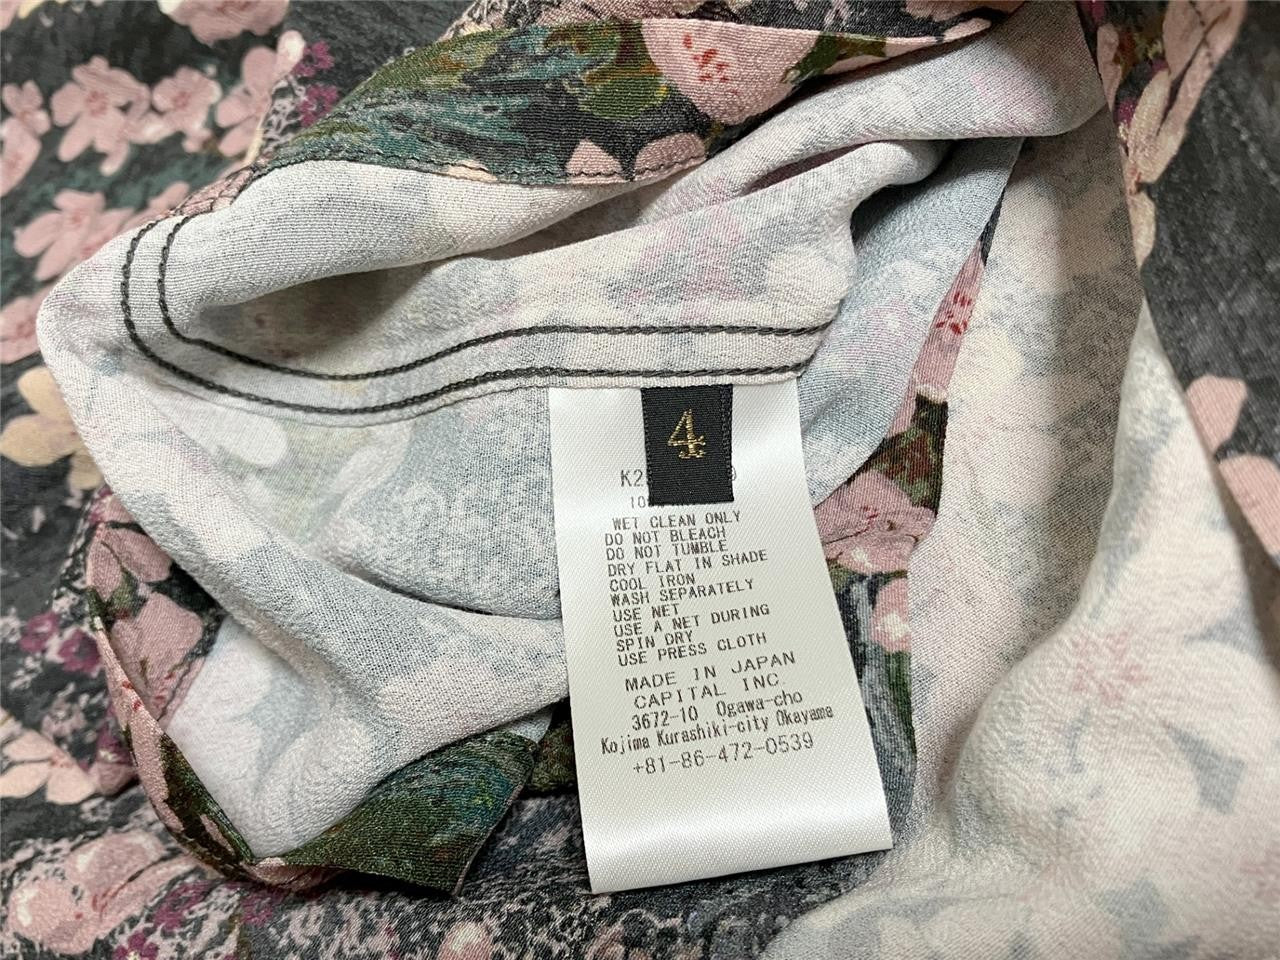 4
WET CLEAN ONLY
DO NOT BLEACH
DO NOT TUMBLE
DRY FLAT IN SHADE
COOL IRON
WASH SEPARATELY
USE NET
USE A NET DURING
SPIN DRY
USE PRESS CLOTH
MADE IN JAPAN
CAPITAL INC.
3672-10 Ogawa-cho
Kojima Kurashiki-city Okayama
+81-86-472-0539